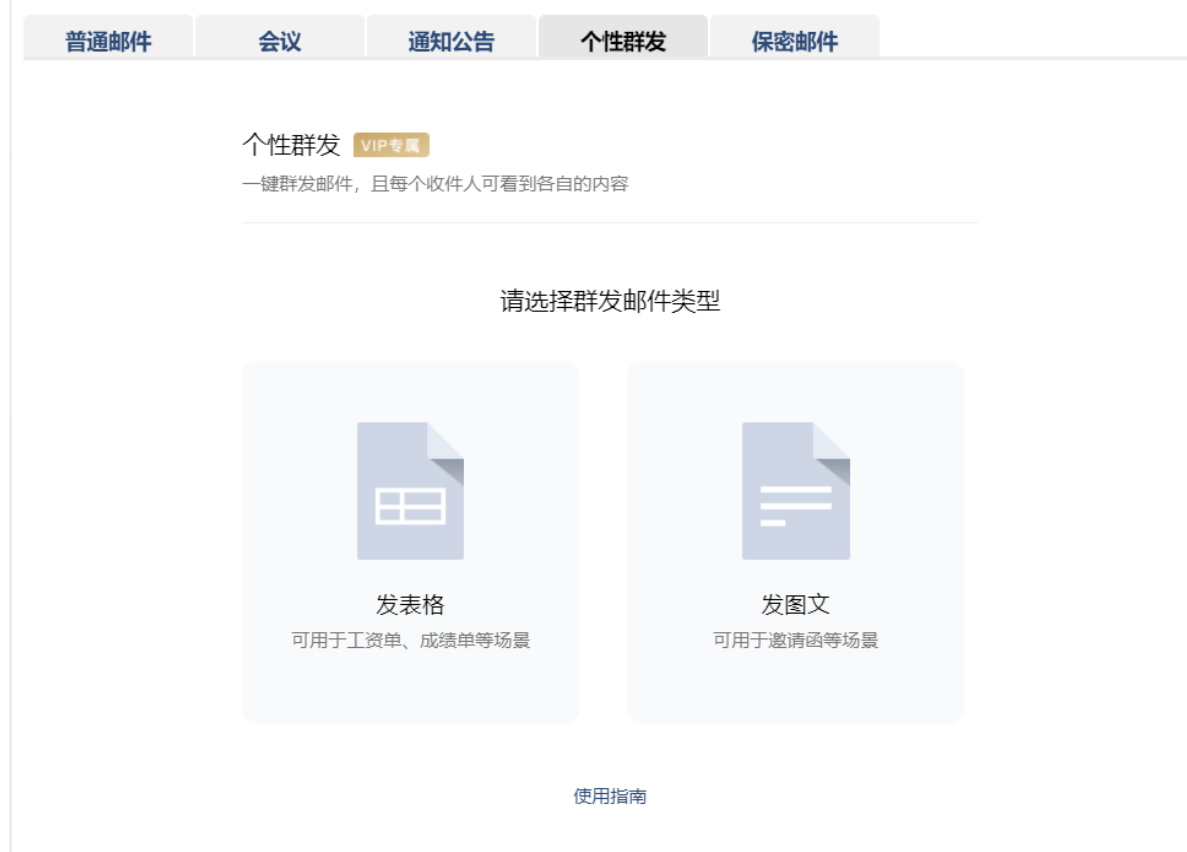 普通邮件 会议 通知公告 个性群发 保密邮件
个性群发 VIP专属
一键群发邮件，且每个收件人可看到各自的内容
请选择群发邮件类型
发表格
可用于工资单、成绩单等场景
发图文
可用于邀请函等场景
使用指南